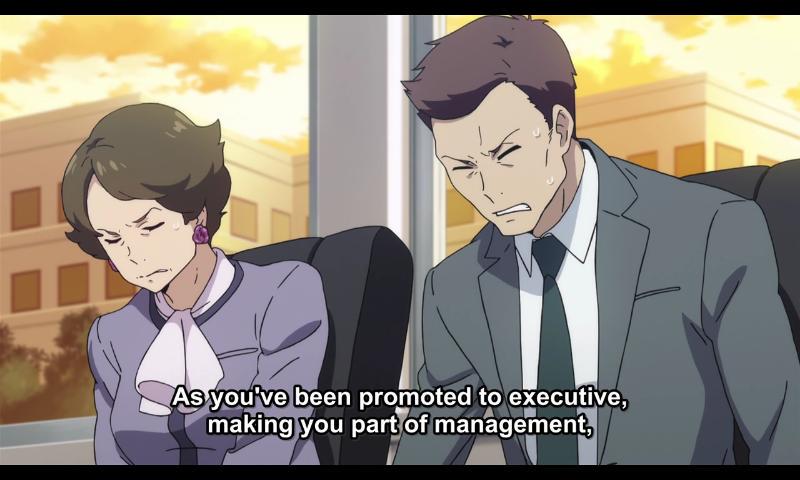 As you've been promoted to executive,
making you part of management,